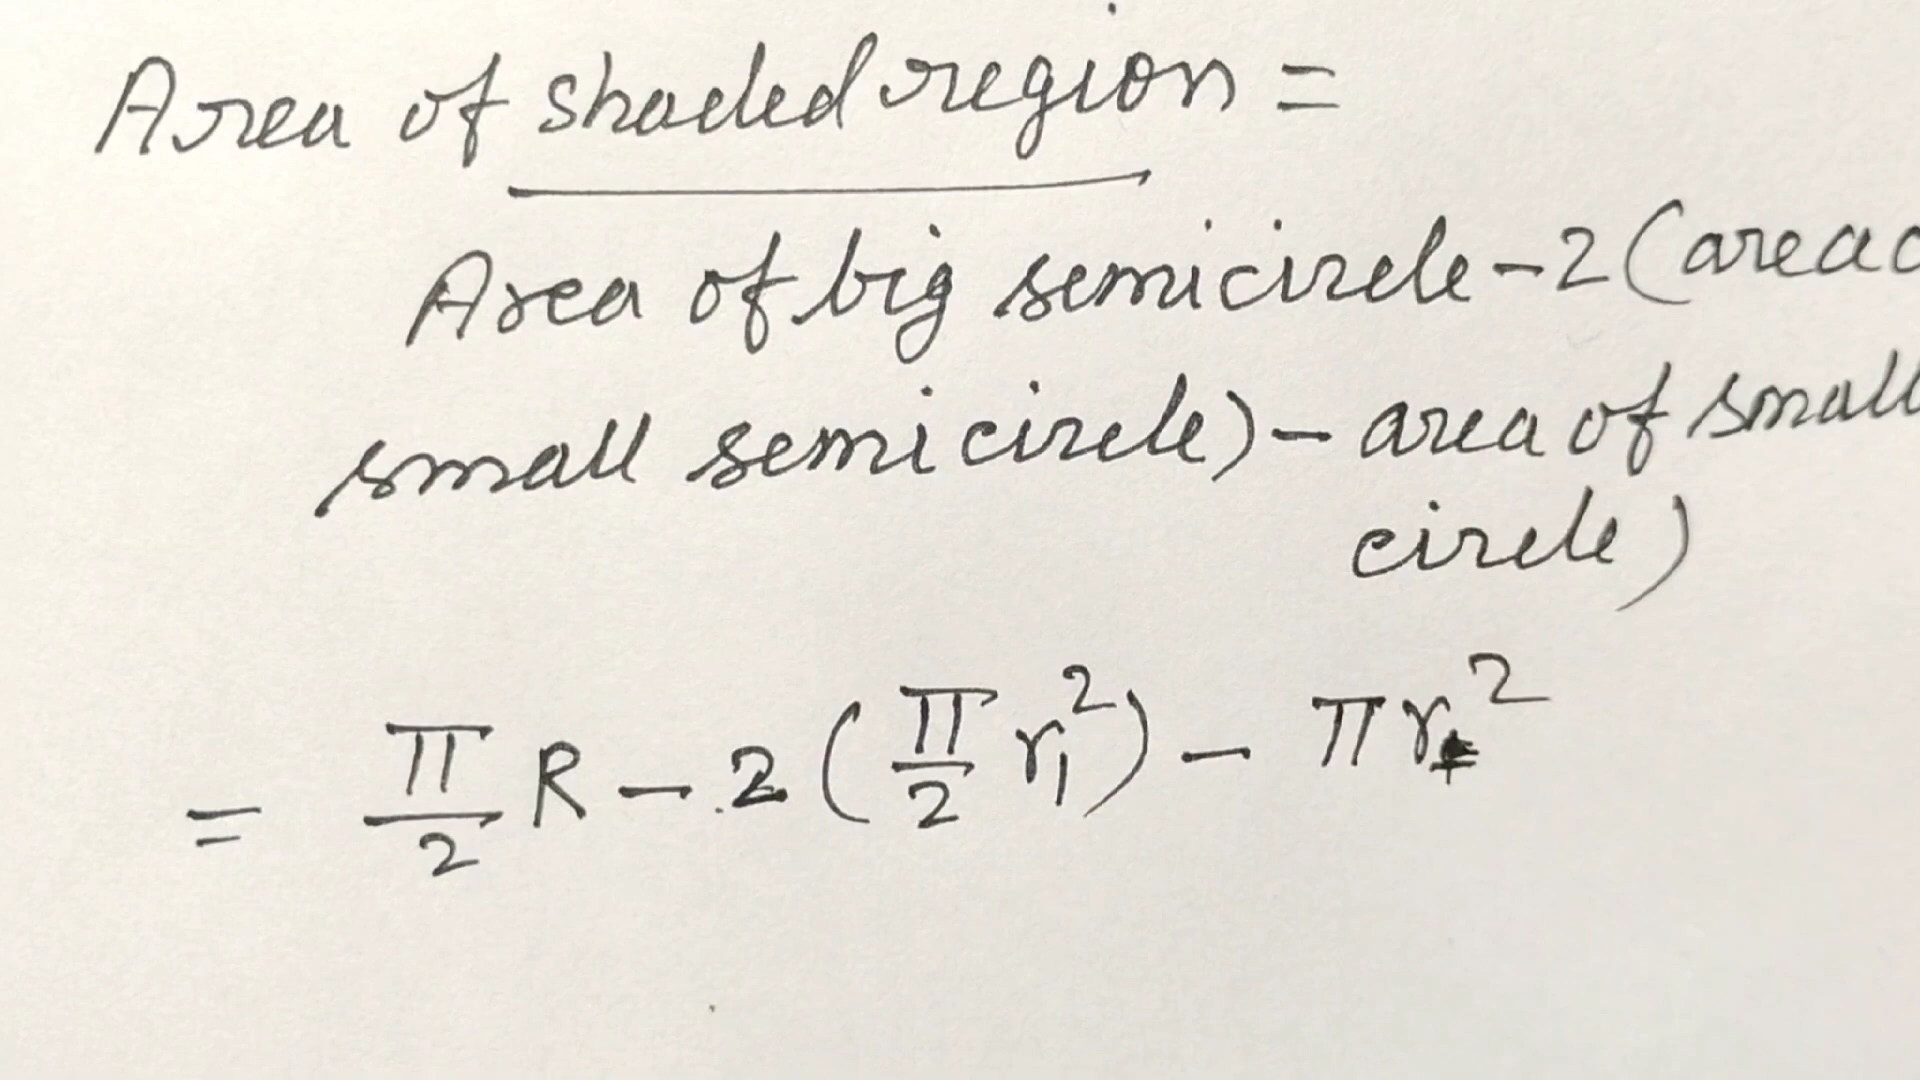 Area of shaded region =
Area of big semicircle - 2 (area
small semicircle) - area of small
circle)
= π/2 R - 2 (π/2 r₁²) - π r²